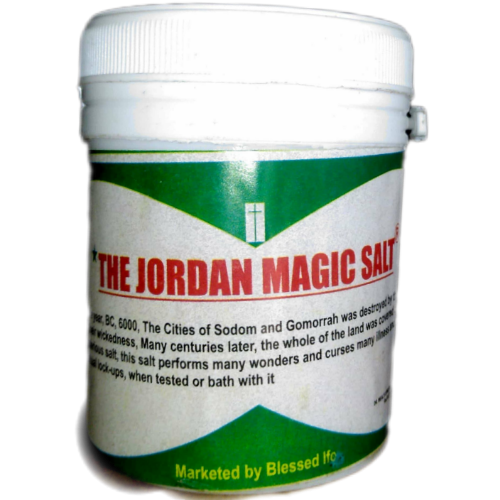 *THE JORDAN MAGIC SALT®
year, BC, 6000, The Cities of Sodom and Gomorrah was destroyed by
wickedness, Many centuries later, the whole of the land was covered
salt, this salt performs many wonders and curses many illness
lock-ups, when tested or bath with it
Marketed by Blessed Ifo